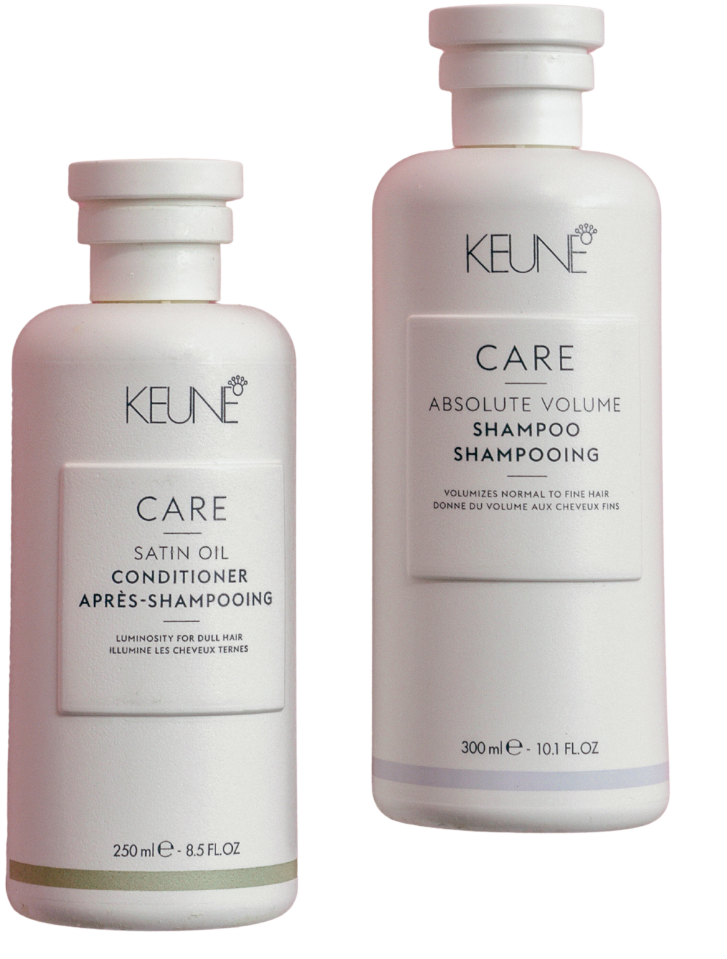 KEUNE
CARE
SATIN OIL
CONDITIONER
APRÈS-SHAMPOOING
LUMINOSITY FOR DULL HAIR
ILLUMINE LES CHEVEUX TERNES
250 ml ℮ - 8.5 FL.OZ
KEUNE
CARE
ABSOLUTE VOLUME
SHAMPOO
SHAMPOOING
VOLUMIZES NORMAL TO FINE HAIR
DONNE DU VOLUME AUX CHEVEUX FINS
300 ml ℮ - 10.1 FL.OZ